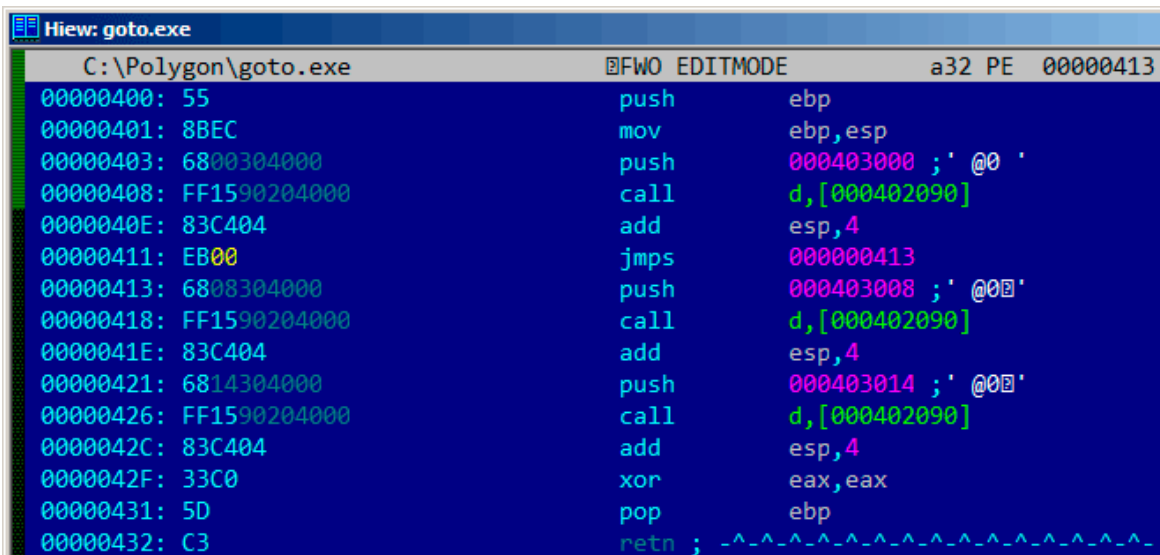 Hiew: goto.exe
C:\Polygon\goto.exe FWO EDITMODE a32 PE 00000413
00000400: 55 push ebp
00000401: 8BEC mov ebp,esp
00000403: 6800304000 push 000403000 ;' @0 '
00000408: FF1590204000 call d,[000402090]
0000040E: 83C404 add esp,4
00000411: EB00 jmps 000000413
00000413: 6808304000 push 000403008 ;' @0⍰'
00000418: FF1590204000 call d,[000402090]
0000041E: 83C404 add esp,4
00000421: 6814304000 push 000403014 ;' @0⍰'
00000426: FF1590204000 call d,[000402090]
0000042C: 83C404 add esp,4
0000042F: 33C0 xor eax,eax
00000431: 5D pop ebp
00000432: C3 retn ; -^-^-^-^-^-^-^-^-^-^-^-^-^-^-^-